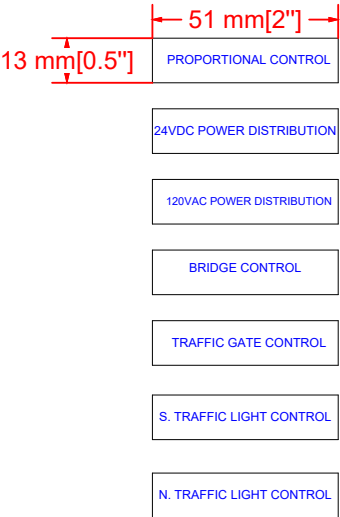 51 mm[2"]
13 mm[0.5"]
PROPORTIONAL CONTROL
24VDC POWER DISTRIBUTION
120VAC POWER DISTRIBUTION
BRIDGE CONTROL
TRAFFIC GATE CONTROL
S. TRAFFIC LIGHT CONTROL
N. TRAFFIC LIGHT CONTROL